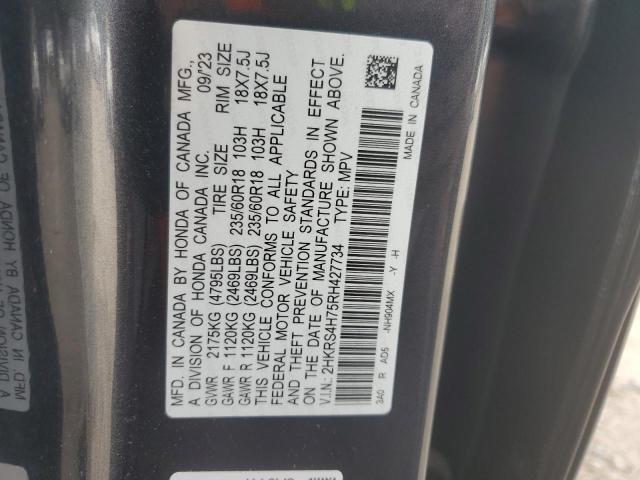 MFD. IN CANADA BY HONDA OF CANADA MFG.,
A DIVISION OF HONDA CANADA INC. 09/23
GVWR 2175KG (4795LBS) TIRE SIZE RIM SIZE
GAWR F 1120KG (2469LBS) 235/60R18 103H 18X7.5J
GAWR R 1120KG (2469LBS) 235/60R18 103H 18X7.5J
THIS VEHICLE CONFORMS TO ALL APPLICABLE
FEDERAL MOTOR VEHICLE SAFETY
AND THEFT PREVENTION STANDARDS IN EFFECT
ON THE DATE OF MANUFACTURE SHOWN ABOVE.
V.I.N.: 2HKRS4H75RH427734 TYPE: MPV
3A0 R AD5 -NH904MX -Y -H
MADE IN CANADA